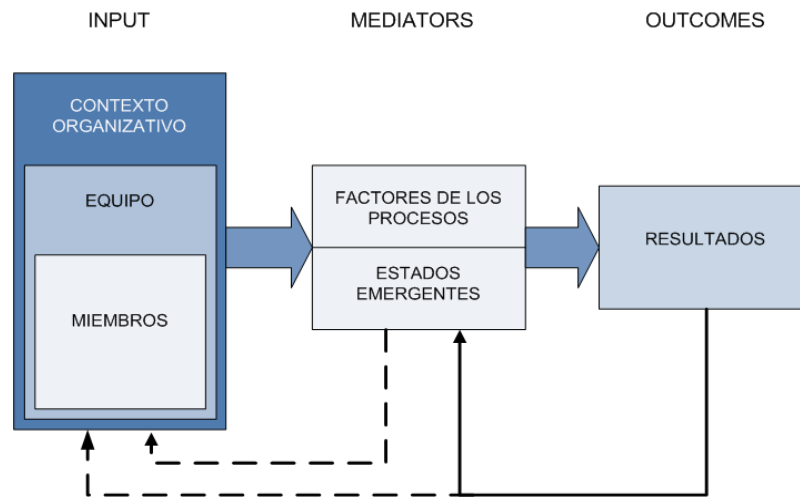 INPUT
MEDIATORS
OUTCOMES
CONTEXTO
ORGANIZATIVO
EQUIPO
MIEMBROS
FACTORES DE LOS
PROCESOS
ESTADOS
EMERGENTES
RESULTADOS